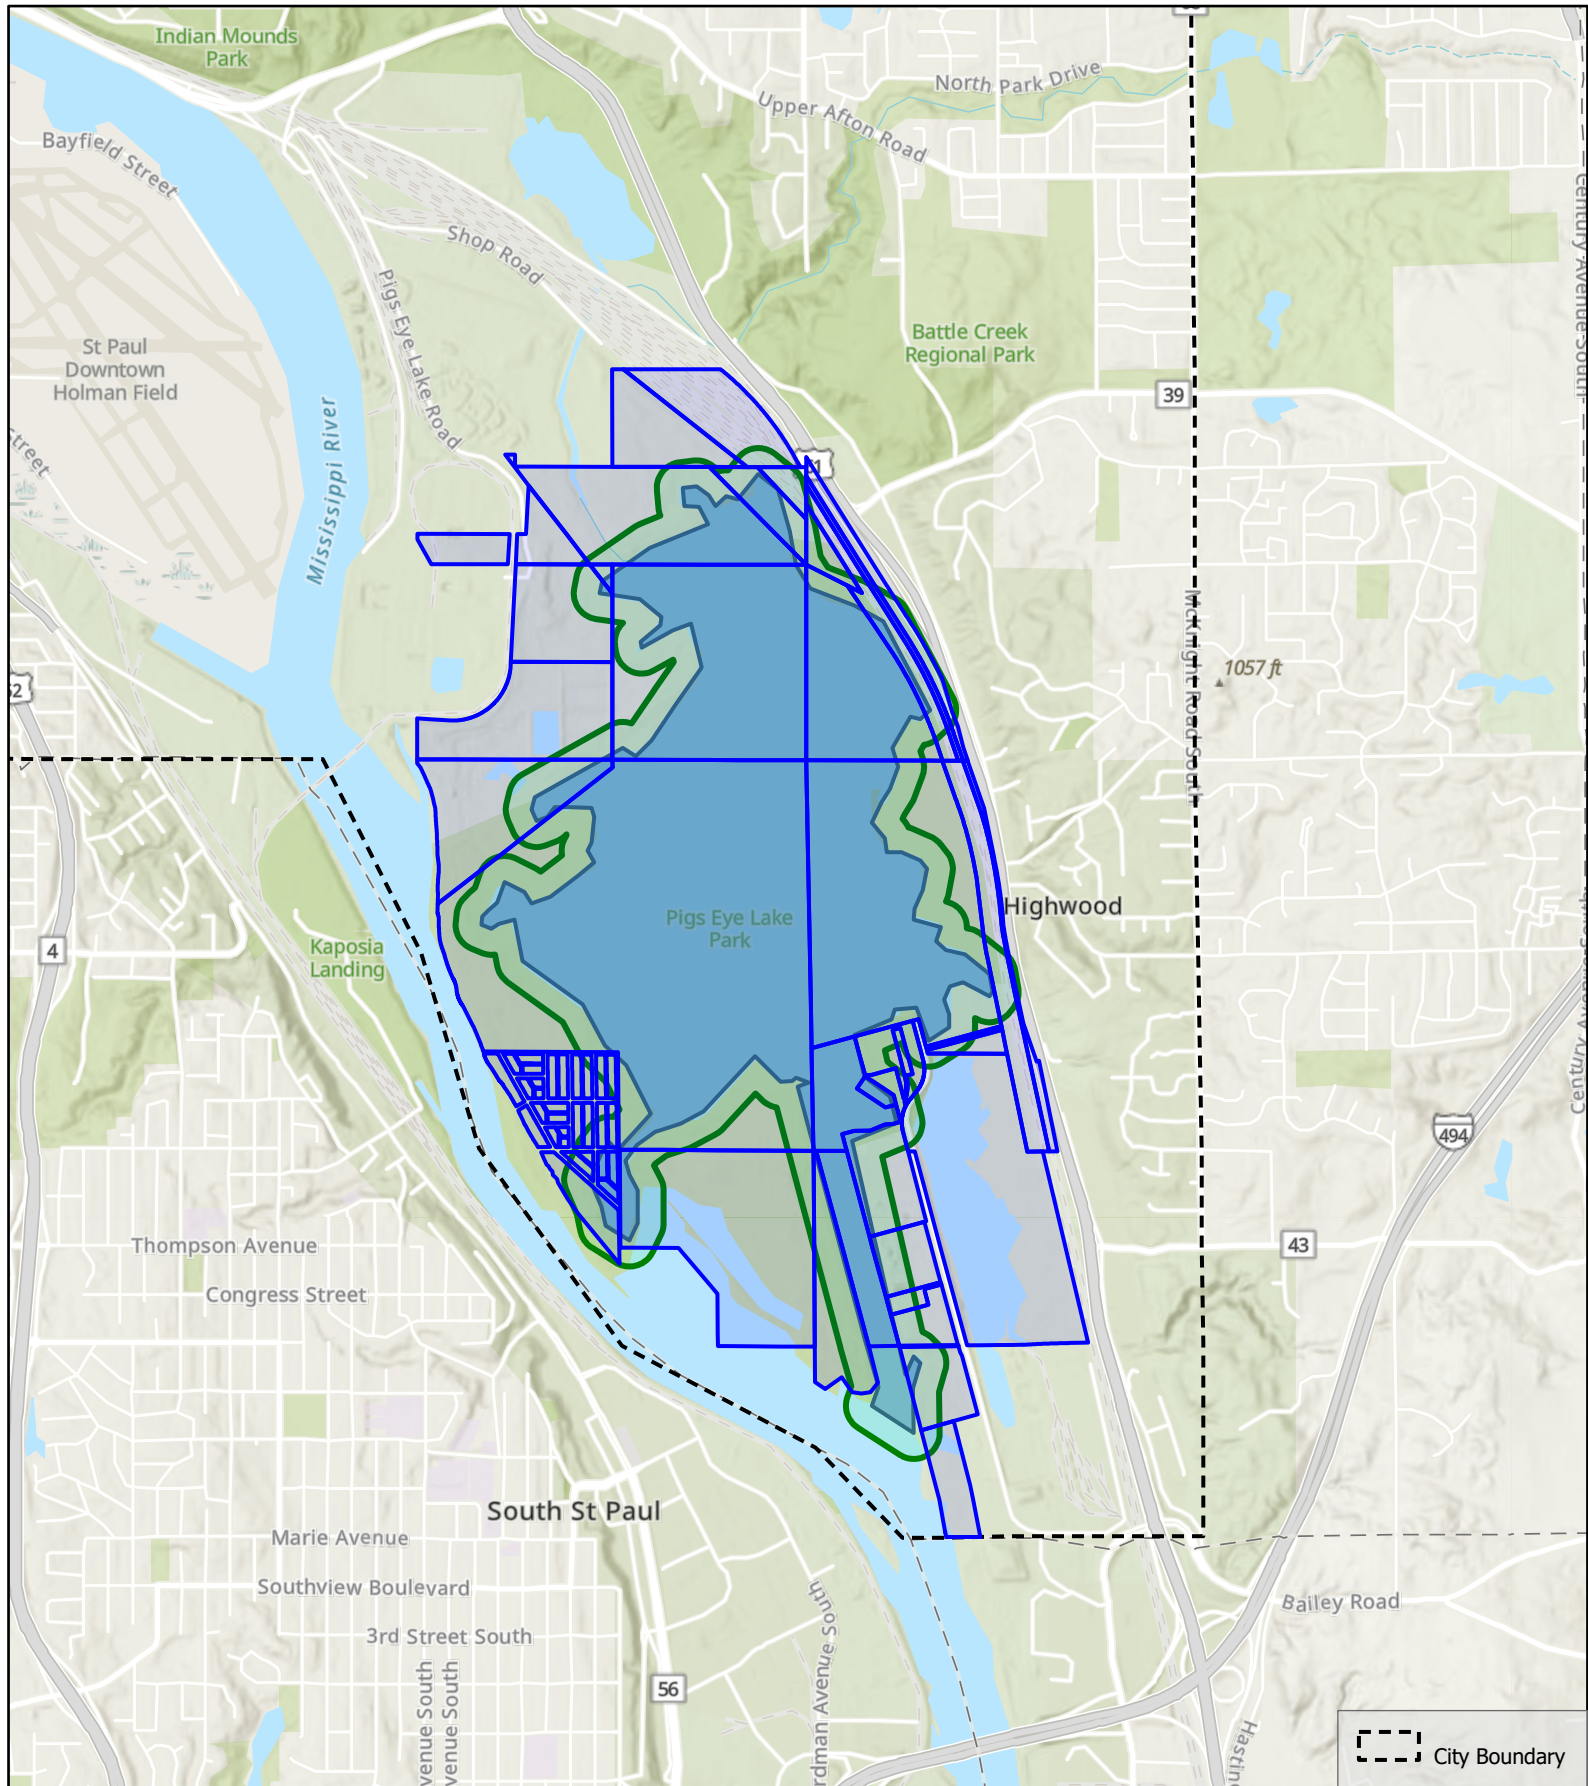 Indian Mounds
Park
North Park Drive
Upper Afton Road
Bayfield Street
Shop Road
Pigs Eye Lake Road
Century Avenue South
St Paul
Downtown
Holman Field
Battle Creek
Regional Park
39
Mississippi River
McKnight Road South
1057 ft
4
Highwood
Pigs Eye Lake
Park
Kaposia
Landing
494
Thompson Avenue
43
Congress Street
South St Paul
Marie Avenue
Southview Boulevard
Bailey Road
3rd Street South
56
City Boundary